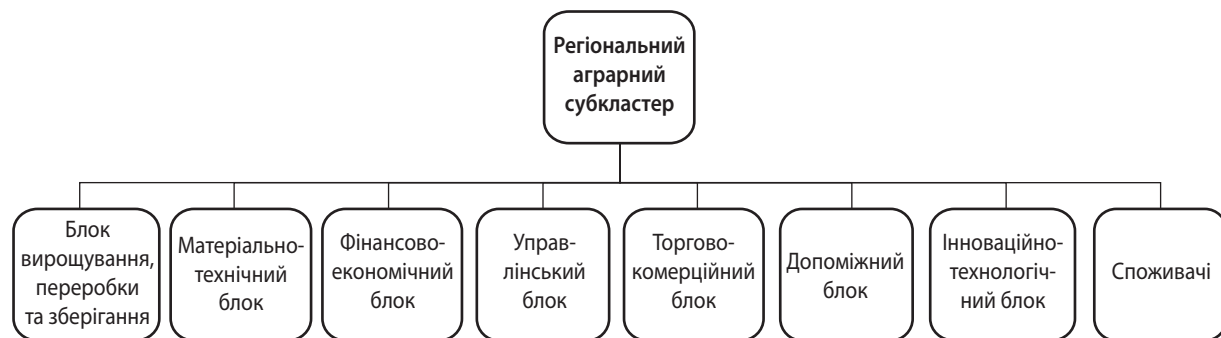 Регіональний
аграрний
субкластер
Блок
вирощування,
переробки
та зберігання
Матеріально-
технічний
блок
Фінансово-
економічний
блок
Управ-
лінський
блок
Торгово-
комерційний
блок
Допоміжний
блок
Інноваційно-
технологіч-
ний блок
Споживачі